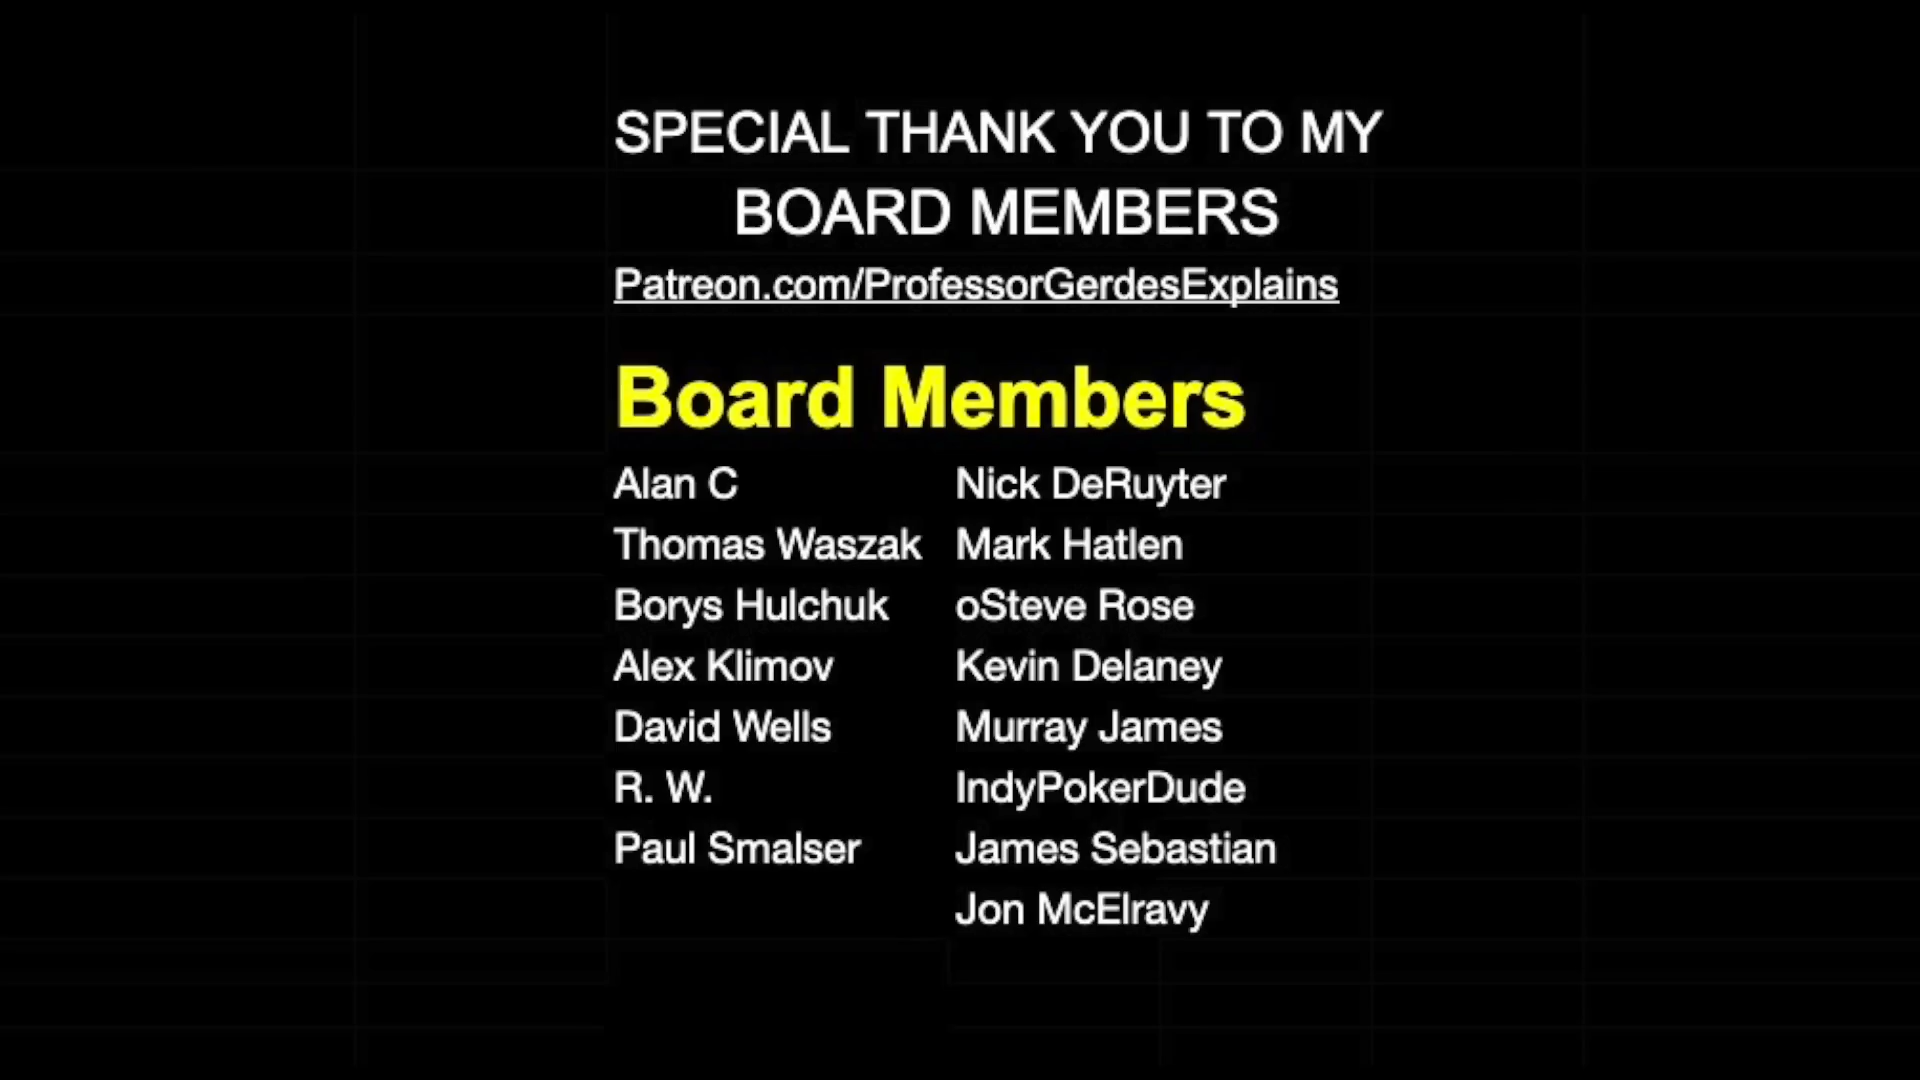 SPECIAL THANK YOU TO MY
BOARD MEMBERS
Patreon.com/ProfessorGerdesExplains
Board Members
Alan C
Thomas Waszak
Borys Hulchuk
Alex Klimov
David Wells
R. W.
Paul Smalser
Nick DeRuyter
Mark Hatlen
oSteve Rose
Kevin Delaney
Murray James
IndyPokerDude
James Sebastian
Jon McElravy